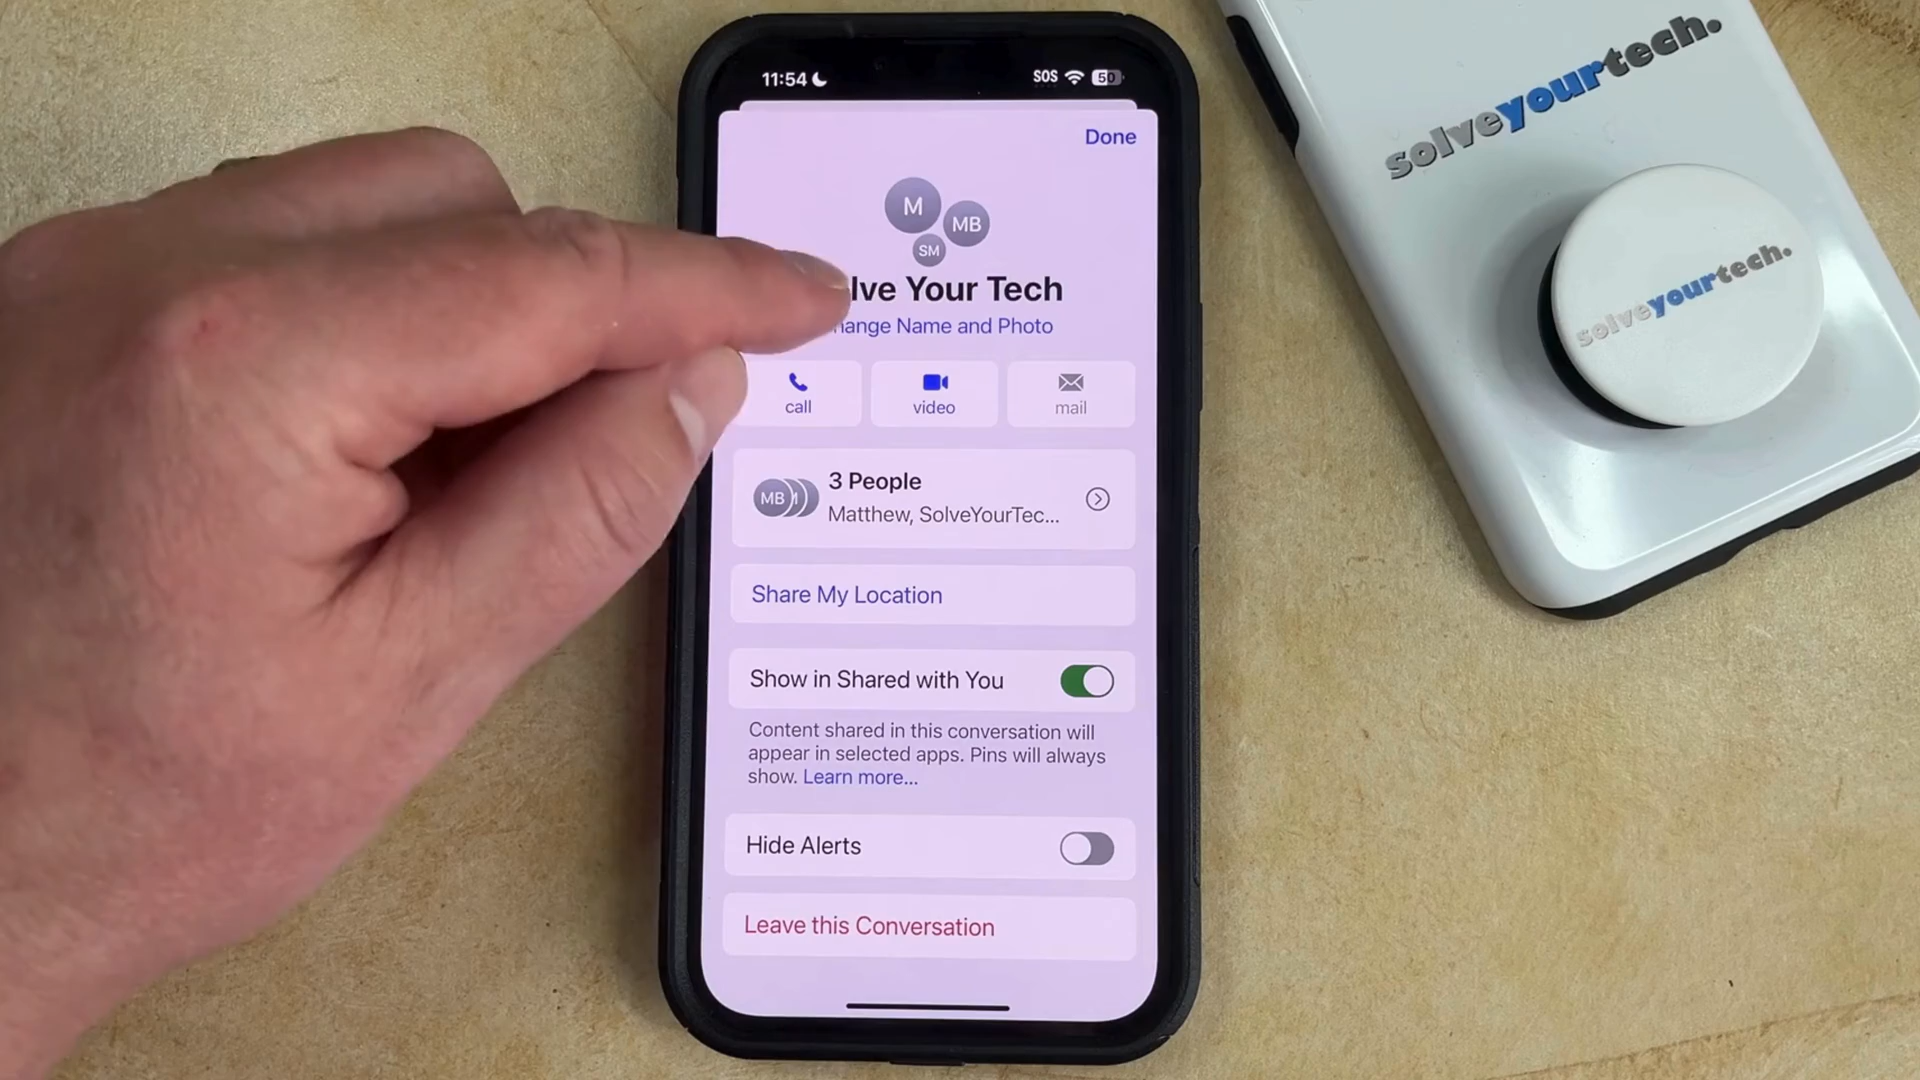 11:54 SOS 50
Done
M MB
SM
lve Your Tech
hange Name and Photo
call video mail
MB
3 People
Matthew, SolveYourTec...
Share My Location
Show in Shared with You
Content shared in this conversation will
appear in selected apps. Pins will always
show. Learn more...
Hide Alerts
Leave this Conversation
solveyourtech.
solveyourtech.